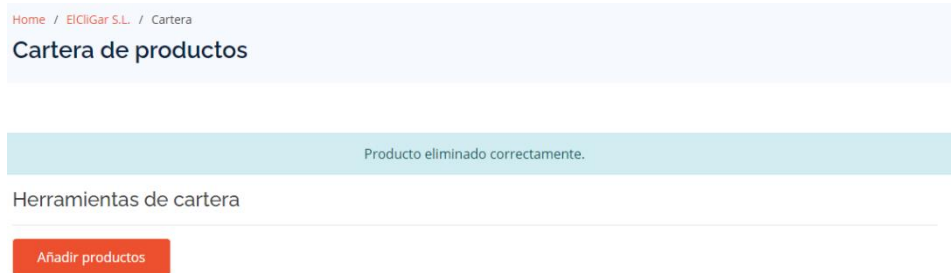 Home / ElCliGar S.L. / Cartera
Cartera de productos
Producto eliminado correctamente.
Herramientas de cartera
Añadir productos